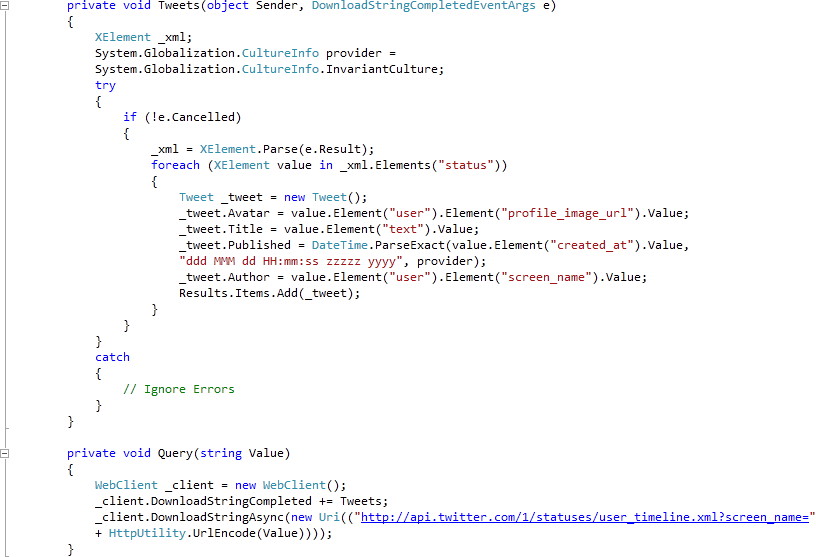 private void Tweets(object Sender, DownloadStringCompletedEventArgs e)
{
XElement _xml;
System.Globalization.CultureInfo provider =
System.Globalization.CultureInfo.InvariantCulture;
try
{
if (!e.Cancelled)
{
_xml = XElement.Parse(e.Result);
foreach (XElement value in _xml.Elements("status"))
{
Tweet _tweet = new Tweet();
_tweet.Avatar = value.Element("user").Element("profile_image_url").Value;
_tweet.Title = value.Element("text").Value;
_tweet.Published = DateTime.ParseExact(value.Element("created_at").Value,
"ddd MMM dd HH:mm:ss zzzzz yyyy", provider);
_tweet.Author = value.Element("user").Element("screen_name").Value;
Results.Items.Add(_tweet);
}
}
}
catch
{
// Ignore Errors
}
}
private void Query(string Value)
{
WebClient _client = new WebClient();
_client.DownloadStringCompleted += Tweets;
_client.DownloadStringAsync(new Uri(("http://api.twitter.com/1/statuses/user_timeline.xml?screen_name="
+ HttpUtility.UrlEncode(Value))));
}